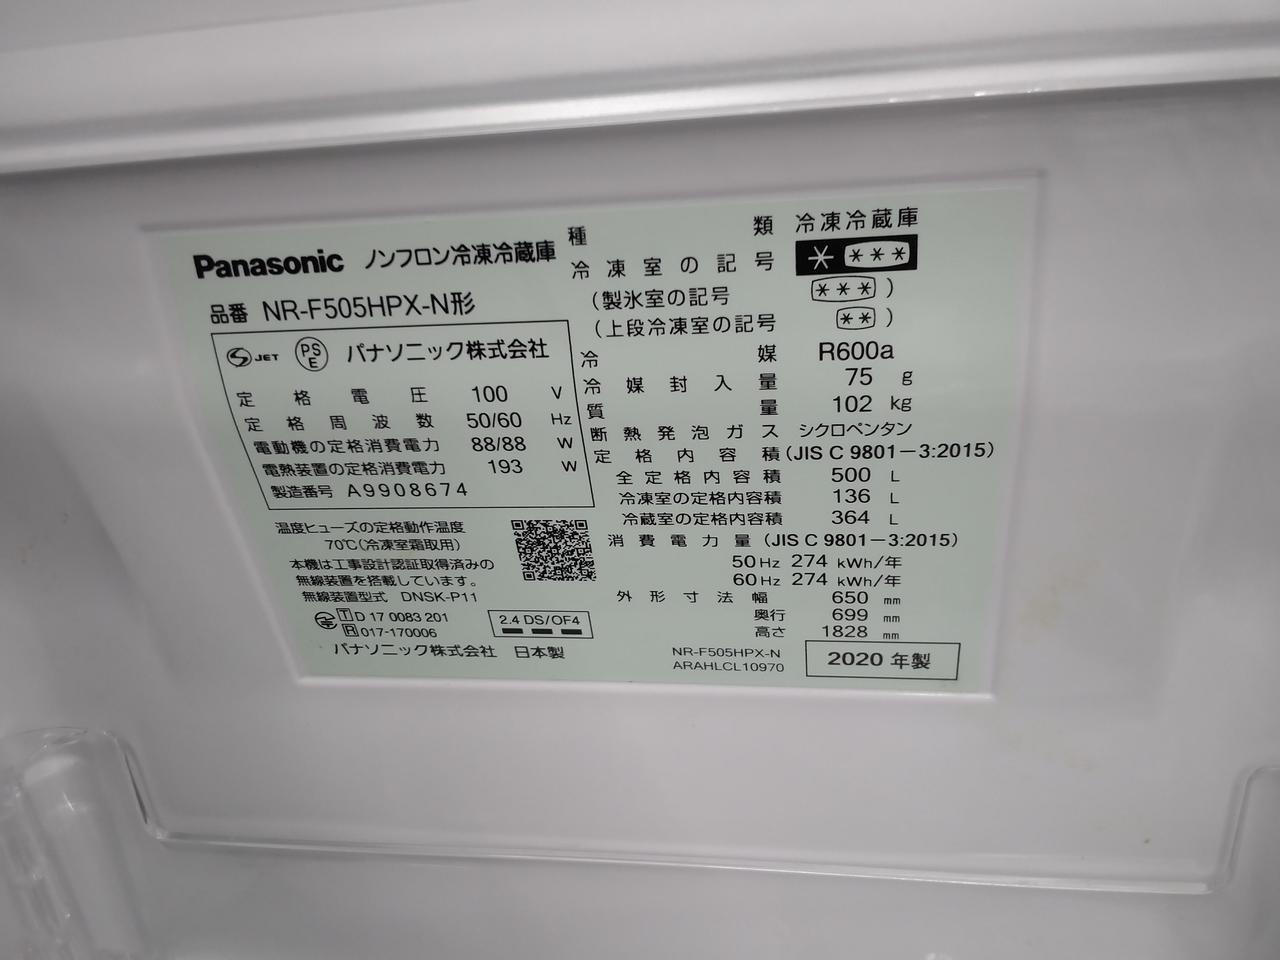 Panasonic ノンフロン冷凍冷蔵庫
品番 NR-F505HPX-N形
S JET PSE パナソニック株式会社
定格電圧 100 V
定格周波数 50/60 Hz
電動機の定格消費電力 88/88 W
電熱装置の定格消費電力 193 W
製造番号 A9908674
温度ヒューズの定格動作温度
70℃(冷凍室霜取用)
本機は工事設計認証取得済みの
無線装置を搭載しています。
無線装置型式 DNSK-P11
T D 17 0083 201
R 017-170006
2.4 DS/OF4
パナソニック株式会社 日本製
種類 冷凍冷蔵庫
冷凍室の記号 * ***
(製氷室の記号 *** )
(上段冷凍室の記号 ** )
冷媒 R600a
冷媒封入量 75 g
質量 102 kg
断熱発泡ガス シクロペンタン
定格内容積 (JIS C 9801-3:2015)
全定格内容積 500 L
冷凍室の定格内容積 136 L
冷蔵室の定格内容積 364 L
消費電力量 (JIS C 9801-3:2015)
50Hz 274 kWh/年
60Hz 274 kWh/年
外形寸法 幅 650 mm
奥行 699 mm
高さ 1828 mm
NR-F505HPX-N
ARAHLCL10970
2020 年製